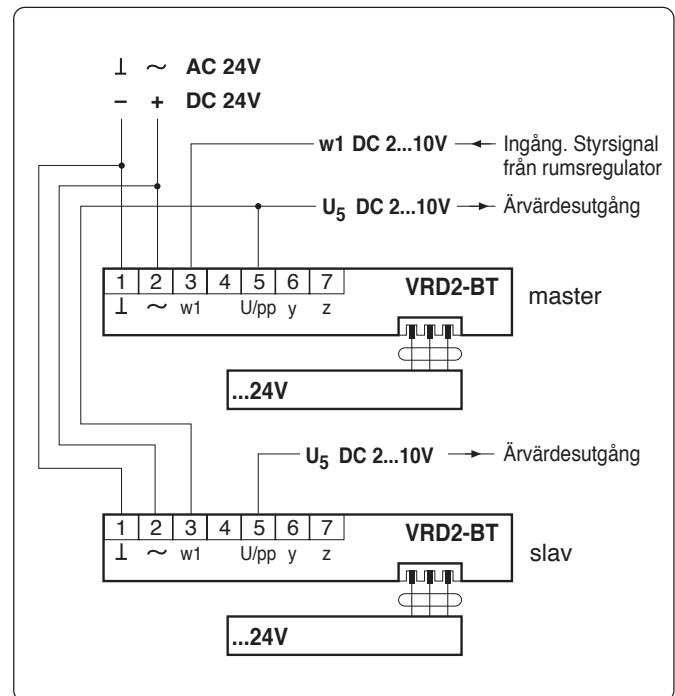 ⊥ ~ AC 24V
– + DC 24V
w1 DC 2...10V Ingång. Styrsignal
från rumsregulator
U5 DC 2...10V Ärvärdesutgång
1 2 3 4 5 6 7 VRD2-BT
⊥ ~ w1 U/pp y z
master
...24V
U5 DC 2...10V Ärvärdesutgång
1 2 3 4 5 6 7 VRD2-BT
⊥ ~ w1 U/pp y z
slav
...24V